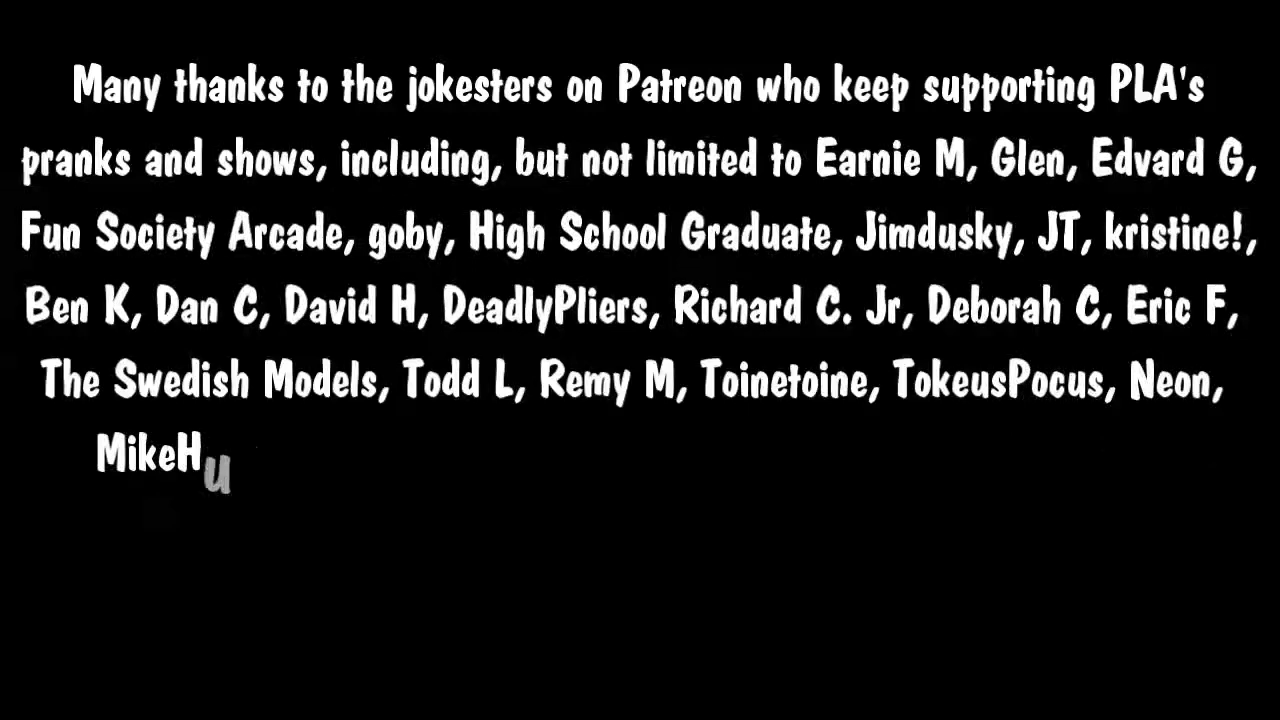 Many thanks to the jokesters on Patreon who keep supporting PLA's
pranks and shows, including, but not limited to Earnie M, Glen, Edvard G,
Fun Society Arcade, goby, High School Graduate, Jimdusky, JT, kristine!,
Ben K, Dan C, David H, DeadlyPliers, Richard C. Jr, Deborah C, Eric F,
The Swedish Models, Todd L, Remy M, Toinetoine, TokeusPocus, Neon,
MikeHu